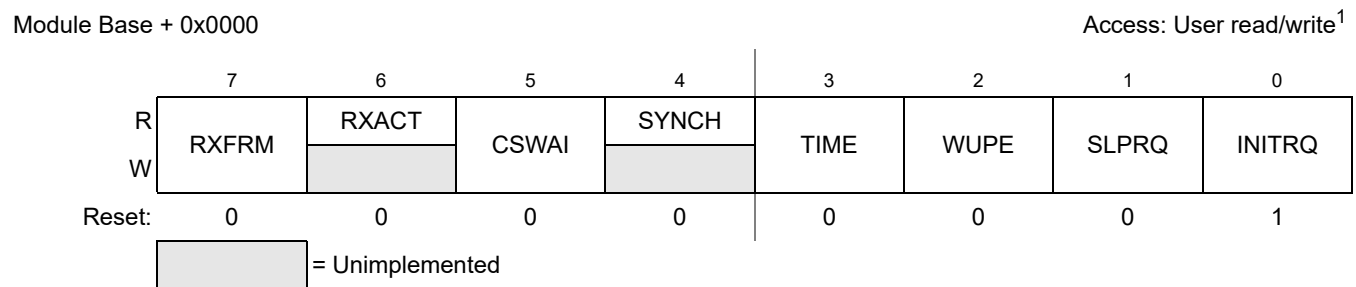 Module Base + 0x0000 Access: User read/write1
7 6 5 4 3 2 1 0
R RXFRM RXACT CSWAI SYNCH TIME WUPE SLPRQ INITRQ
W
Reset: 0 0 0 0 0 0 0 1
= Unimplemented